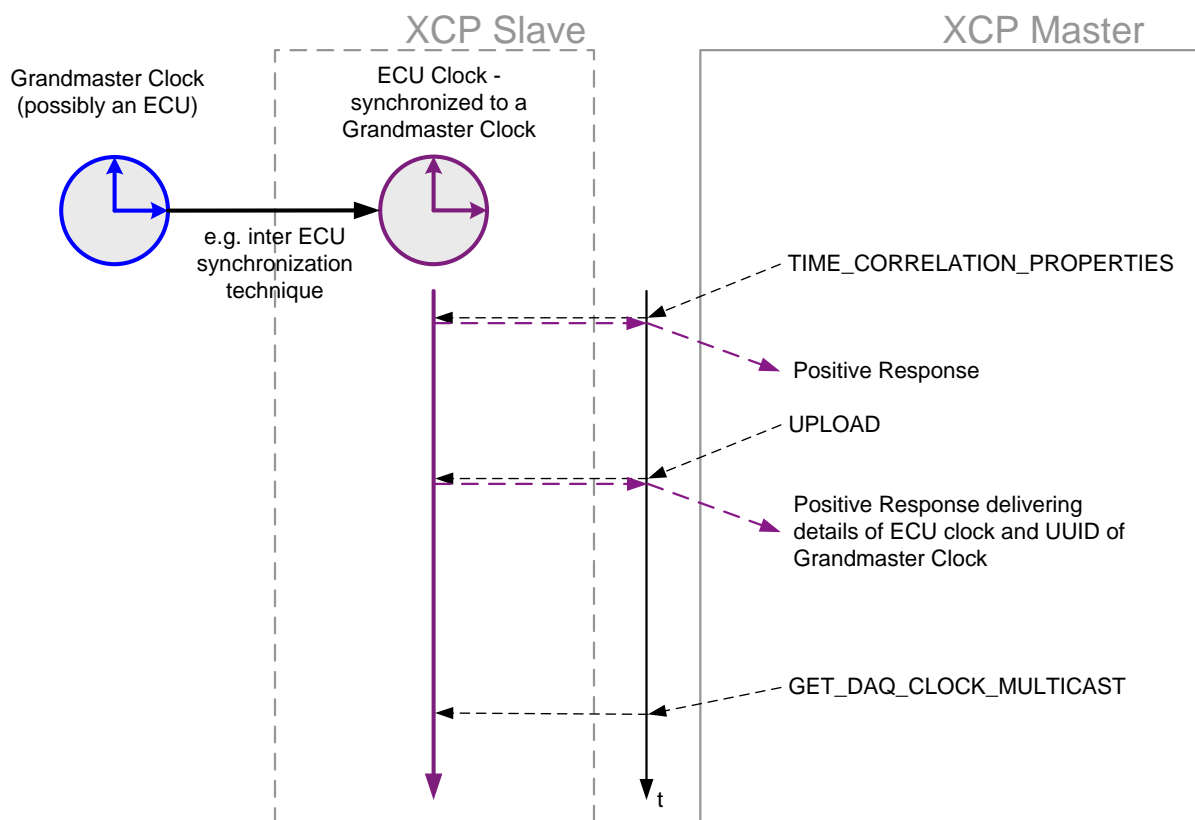 XCP Slave
XCP Master
Grandmaster Clock
(possibly an ECU)
ECU Clock -
synchronized to a
Grandmaster Clock
e.g. inter ECU
synchronization
technique
TIME_CORRELATION_PROPERTIES
Positive Response
UPLOAD
Positive Response delivering
details of ECU clock and UUID of
Grandmaster Clock
GET_DAQ_CLOCK_MULTICAST
t